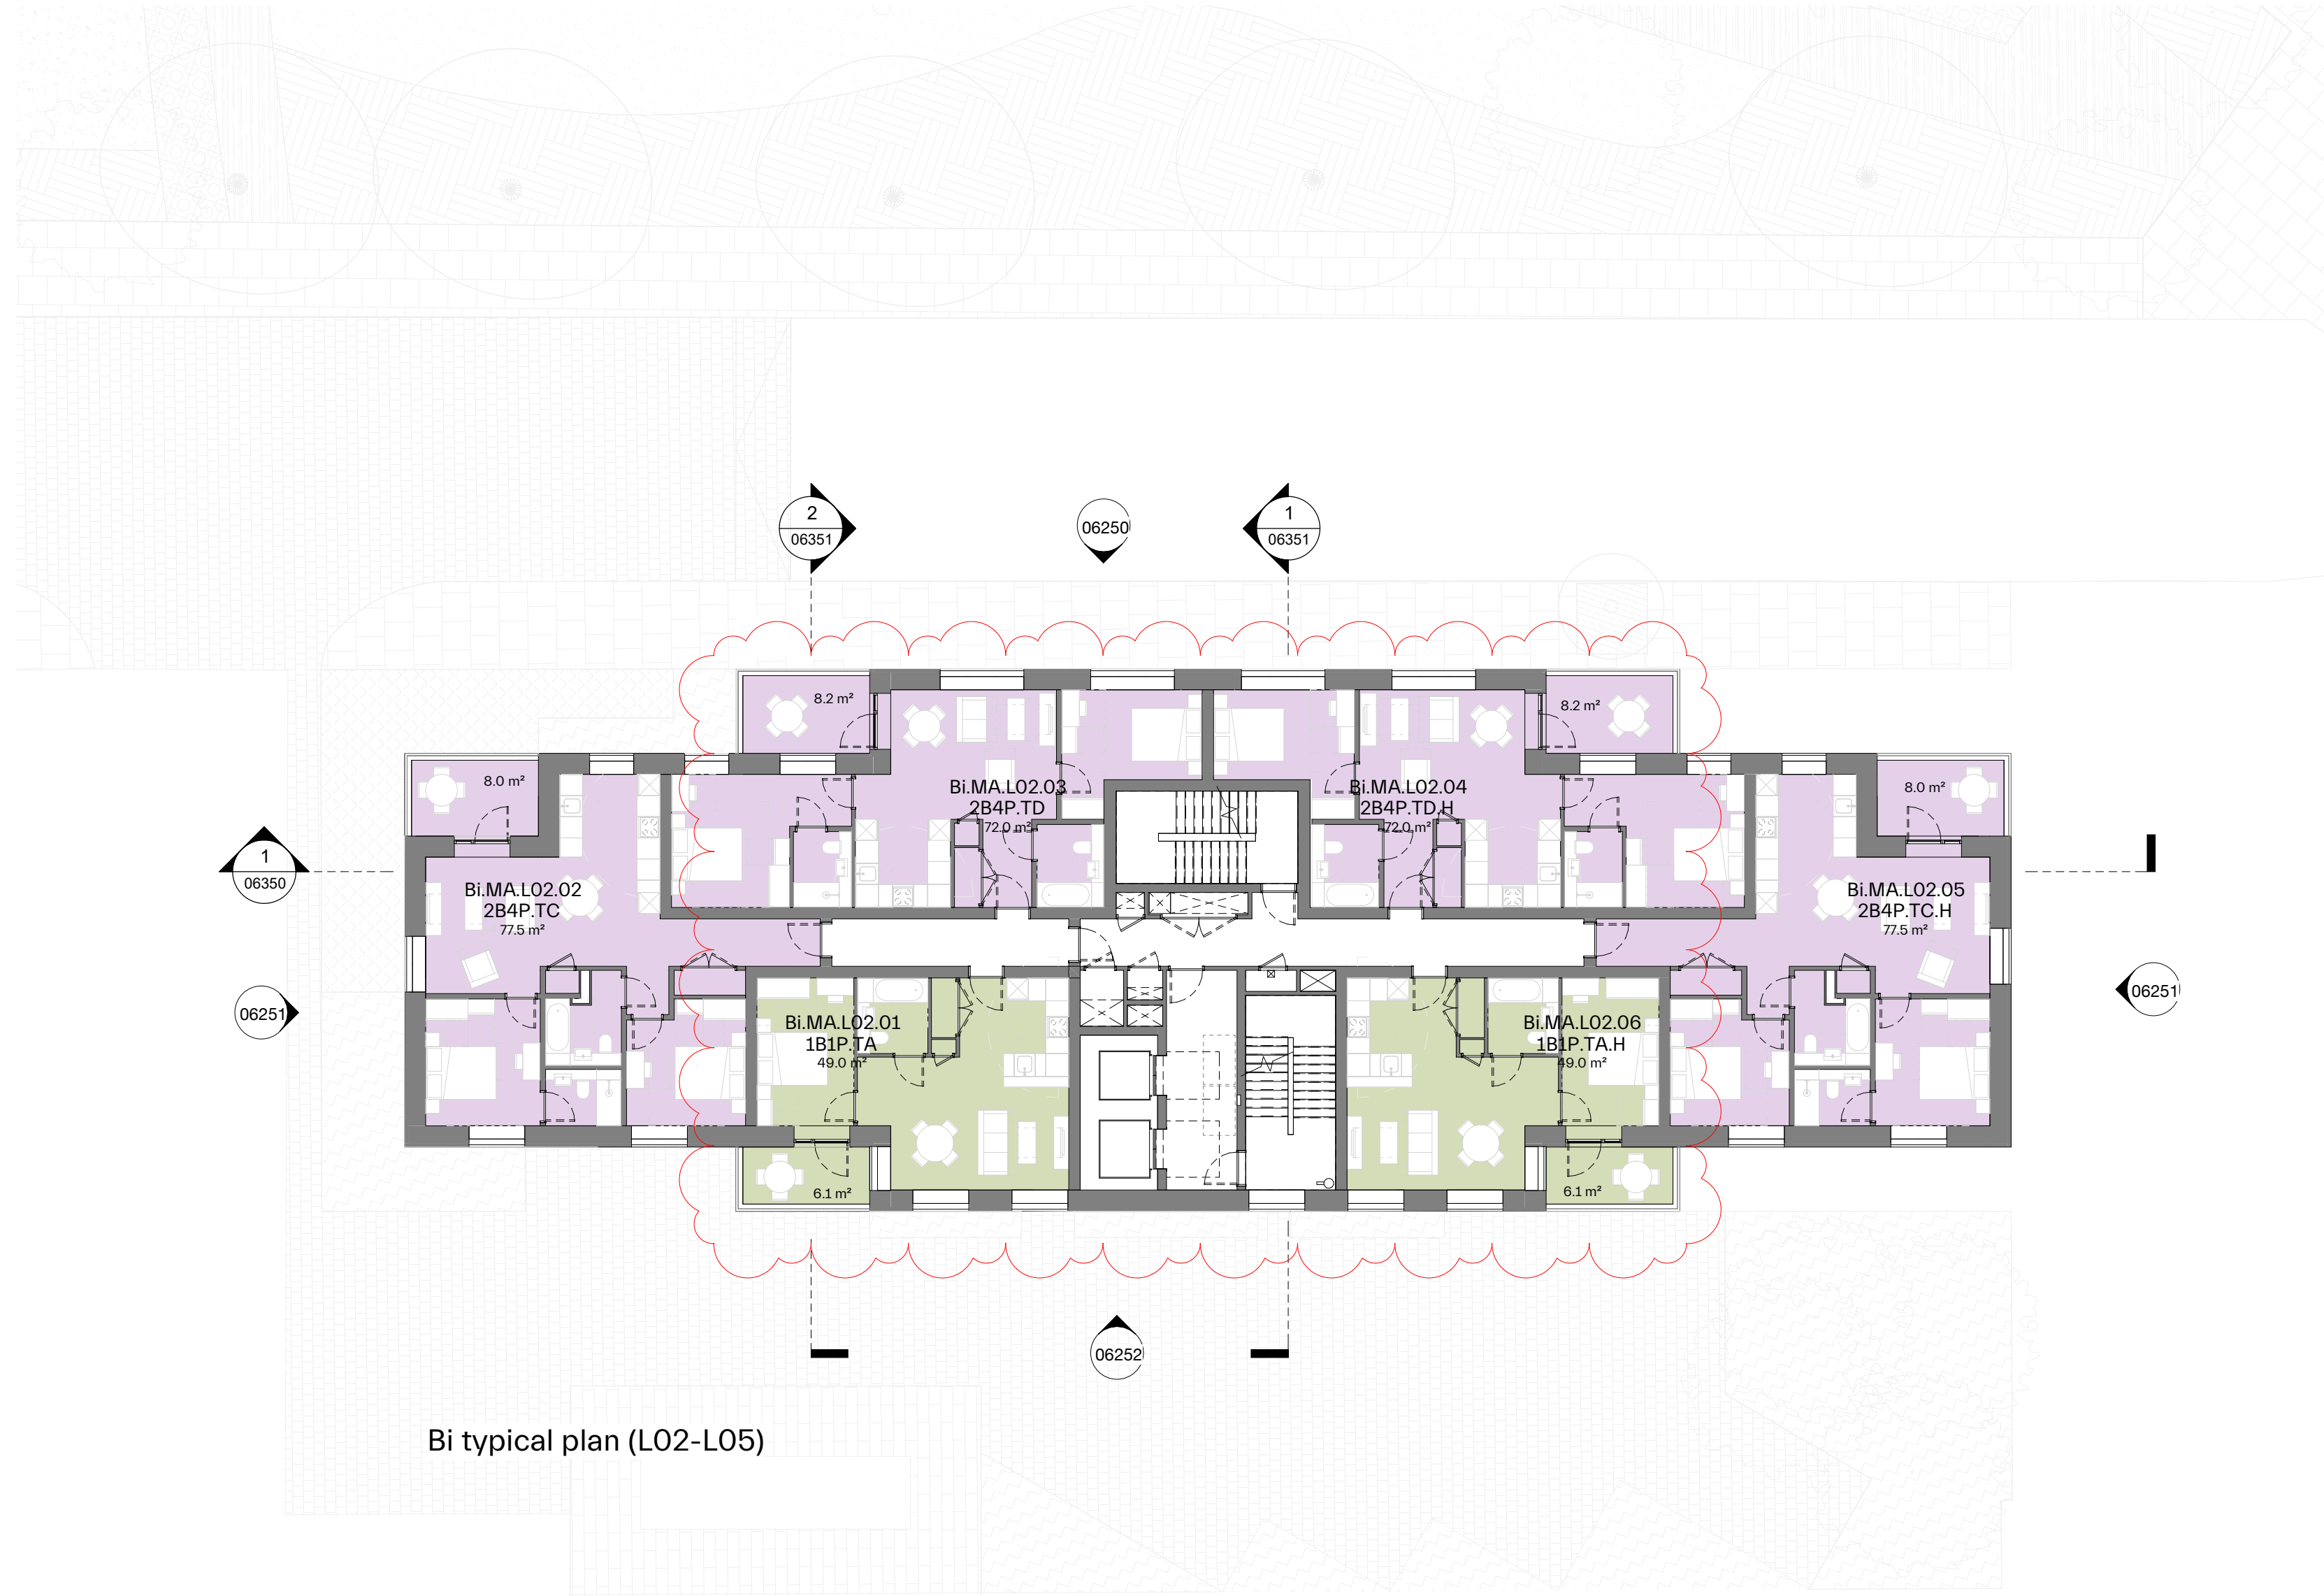 2
06351
06250
1
06351
8.2 m²
8.2 m²
8.0 m²
8.0 m²
Bi.MA.L02.03
2B4P.TD
72.0 m²
Bi.MA.L02.04
2B4P.TD.H
72.0 m²
1
06350
Bi.MA.L02.02
2B4P.TC
77.5 m²
Bi.MA.L02.05
2B4P.TC.H
77.5 m²
06251
06251
Bi.MA.L02.01
1B1P.TA
49.0 m²
Bi.MA.L02.06
1B1P.TA.H
49.0 m²
6.1 m²
6.1 m²
06252
Bi typical plan (L02-L05)